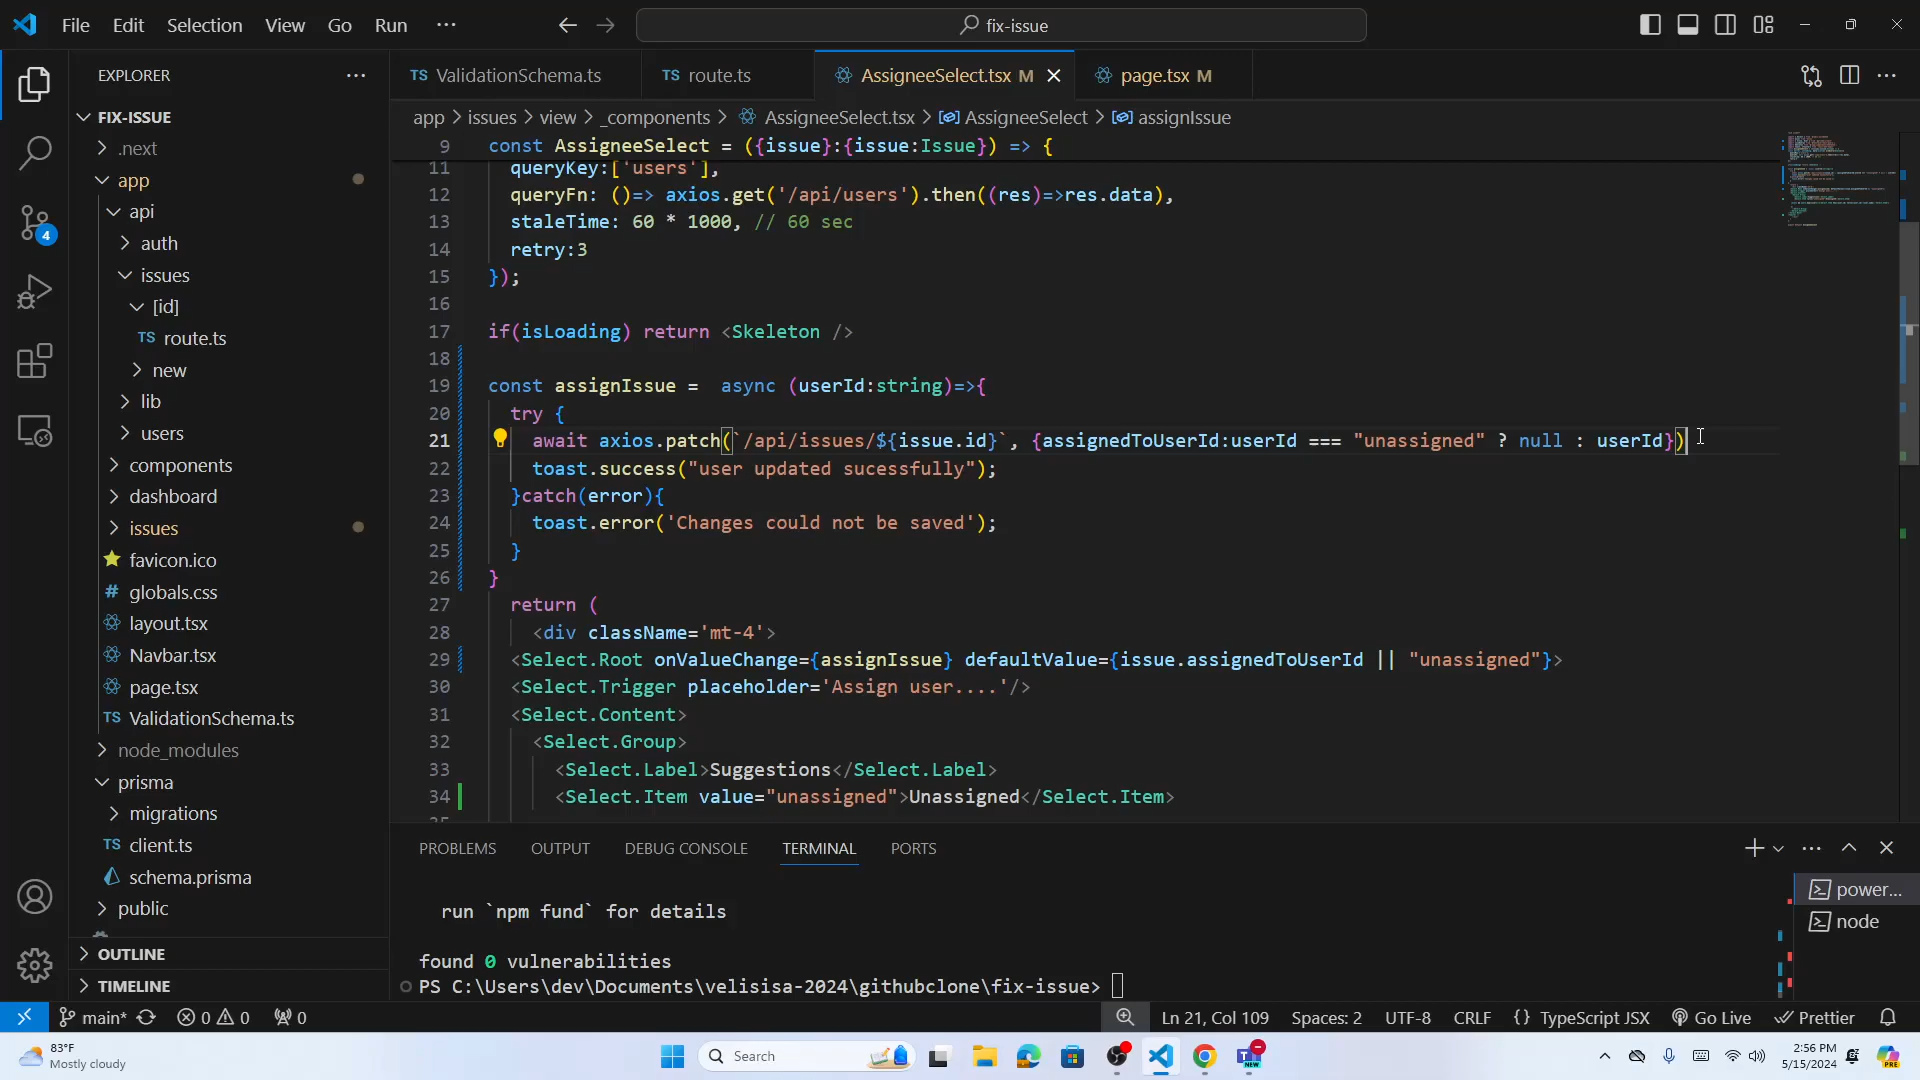 File Edit Selection View Go Run ··· fix-issue
EXPLORER ···
FIX-ISSUE
.next
app
api
auth
issues
[id]
TS route.ts
new
lib
users
components
dashboard
issues
favicon.ico
# globals.css
layout.tsx
Navbar.tsx
page.tsx
TS ValidationSchema.ts
node_modules
prisma
migrations
TS client.ts
schema.prisma
public
OUTLINE
TIMELINE
4
TS ValidationSchema.ts TS route.ts AssigneeSelect.tsx M page.tsx M
app > issues > view > _components > AssigneeSelect.tsx > AssigneeSelect > assignIssue
9 const AssigneeSelect = ({issue}:{issue:Issue}) => {
11 queryKey:['users'],
12 queryFn: ()=> axios.get('/api/users').then((res)=>res.data),
13 staleTime: 60 * 1000, // 60 sec
14 retry:3
15 });
16
17 if(isLoading) return <Skeleton />
18
19 const assignIssue =  async (userId:string)=>{
20 try {
21 await axios.patch(`/api/issues/${issue.id}`, {assignedToUserId:userId === "unassigned" ? null : userId})
22 toast.success("user updated sucessfully");
23 }catch(error){
24 toast.error('Changes could not be saved');
25 }
26 }
27 return (
28 <div className='mt-4'>
29 <Select.Root onValueChange={assignIssue} defaultValue={issue.assignedToUserId || "unassigned"}>
30 <Select.Trigger placeholder='Assign user....'/>
31 <Select.Content>
32 <Select.Group>
33 <Select.Label>Suggestions</Select.Label>
34 <Select.Item value="unassigned">Unassigned</Select.Item>
PROBLEMS OUTPUT DEBUG CONSOLE TERMINAL PORTS
run `npm fund` for details
found 0 vulnerabilities
PS C:\Users\dev\Documents\velisisa-2024\githubclone\fix-issue>
power...
node
main* 0 0 0 Ln 21, Col 109 Spaces: 2 UTF-8 CRLF {} TypeScript JSX Go Live Prettier
83°F
Mostly cloudy
Search
NEW
2:56 PM
5/15/2024
PRE